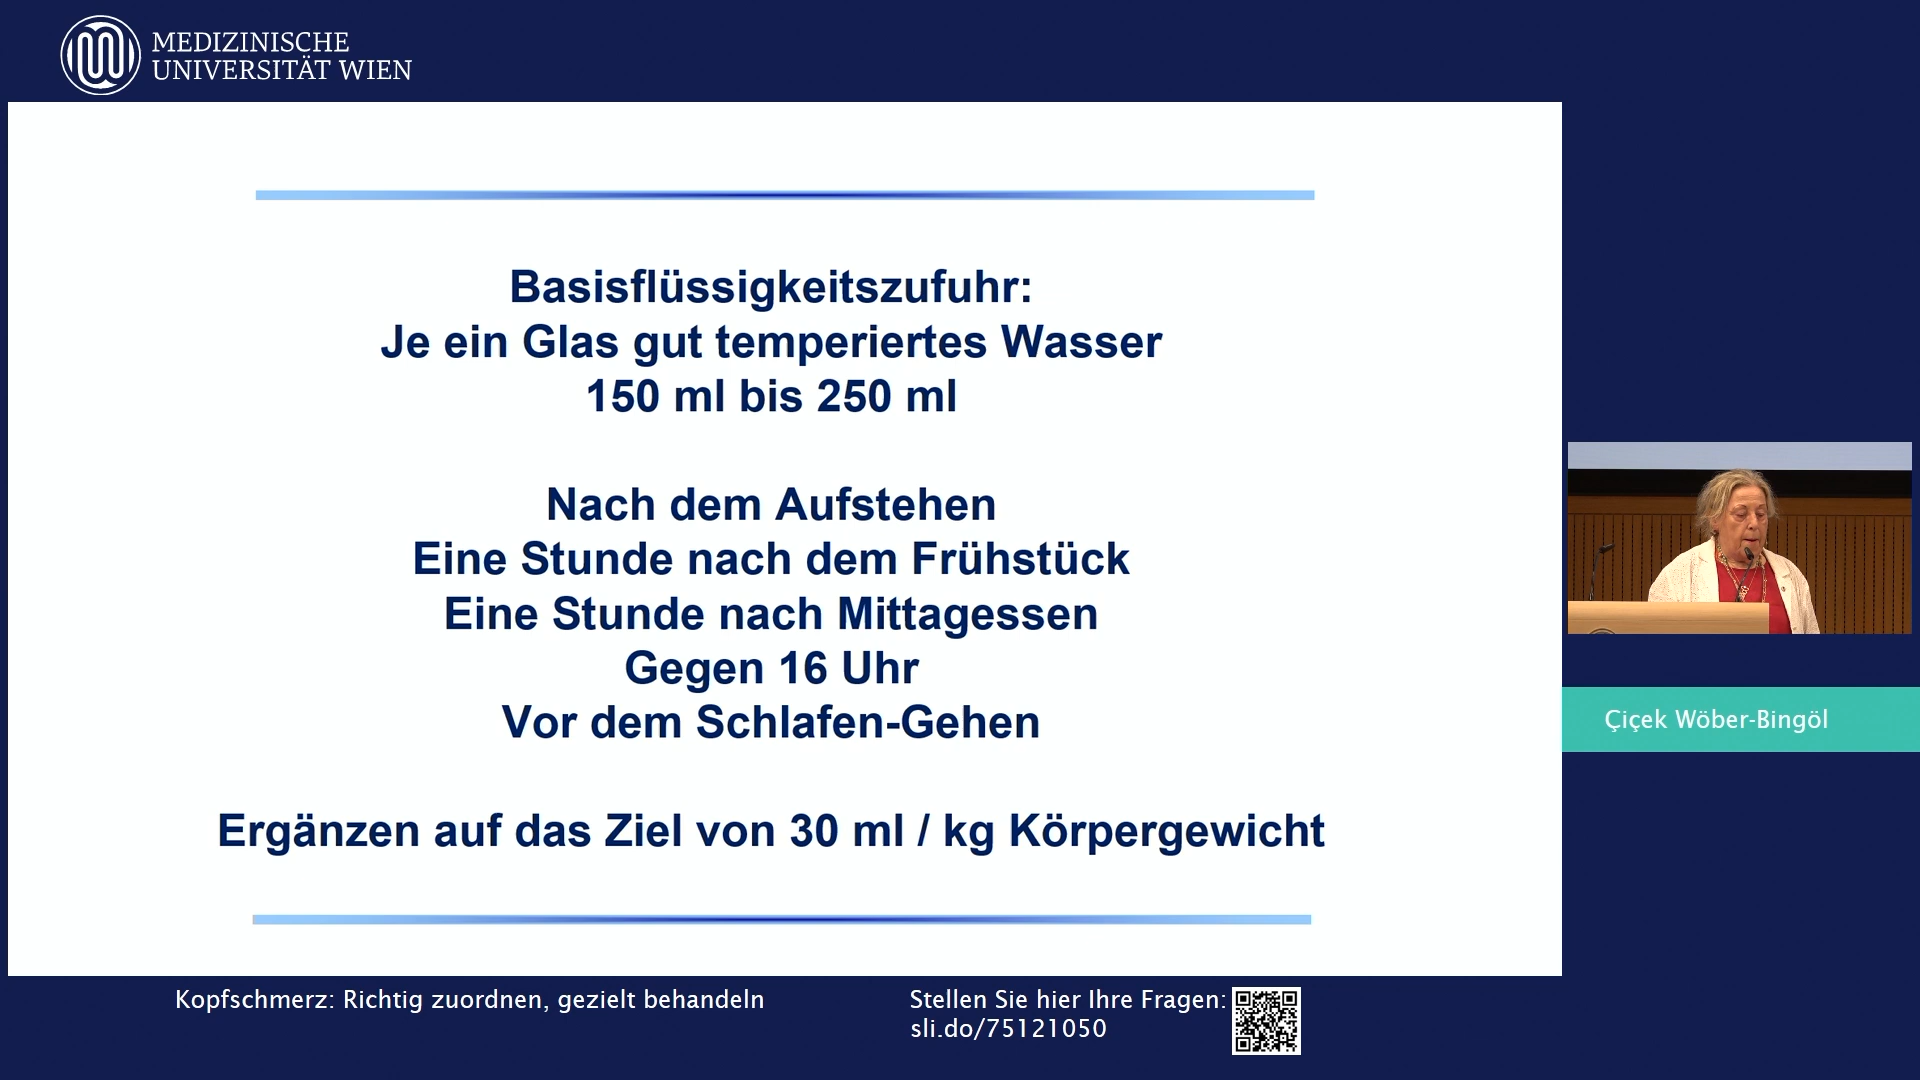 MEDIZINISCHE
UNIVERSITÄT WIEN
Basisflüssigkeitszufuhr:
Je ein Glas gut temperiertes Wasser
150 ml bis 250 ml
Nach dem Aufstehen
Eine Stunde nach dem Frühstück
Eine Stunde nach Mittagessen
Gegen 16 Uhr
Vor dem Schlafen-Gehen
Ergänzen auf das Ziel von 30 ml / kg Körpergewicht
Çiçek Wöber-Bingöl
Kopfschmerz: Richtig zuordnen, gezielt behandeln
Stellen Sie hier Ihre Fragen:
sli.do/75121050